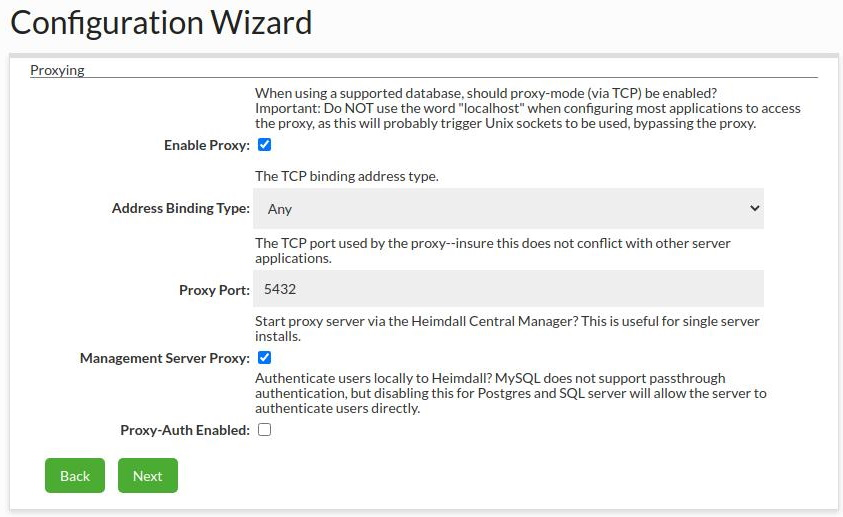 Configuration Wizard
Proxying
When using a supported database, should proxy-mode (via TCP) be enabled?
Important: Do NOT use the word "localhost" when configuring most applications to access
the proxy, as this will probably trigger Unix sockets to be used, bypassing the proxy.
Enable Proxy:
The TCP binding address type.
Address Binding Type: Any
The TCP port used by the proxy--insure this does not conflict with other server
applications.
Proxy Port: 5432
Start proxy server via the Heimdall Central Manager? This is useful for single server
installs.
Management Server Proxy:
Authenticate users locally to Heimdall? MySQL does not support passthrough
authentication, but disabling this for Postgres and SQL server will allow the server to
authenticate users directly.
Proxy-Auth Enabled:
Back Next